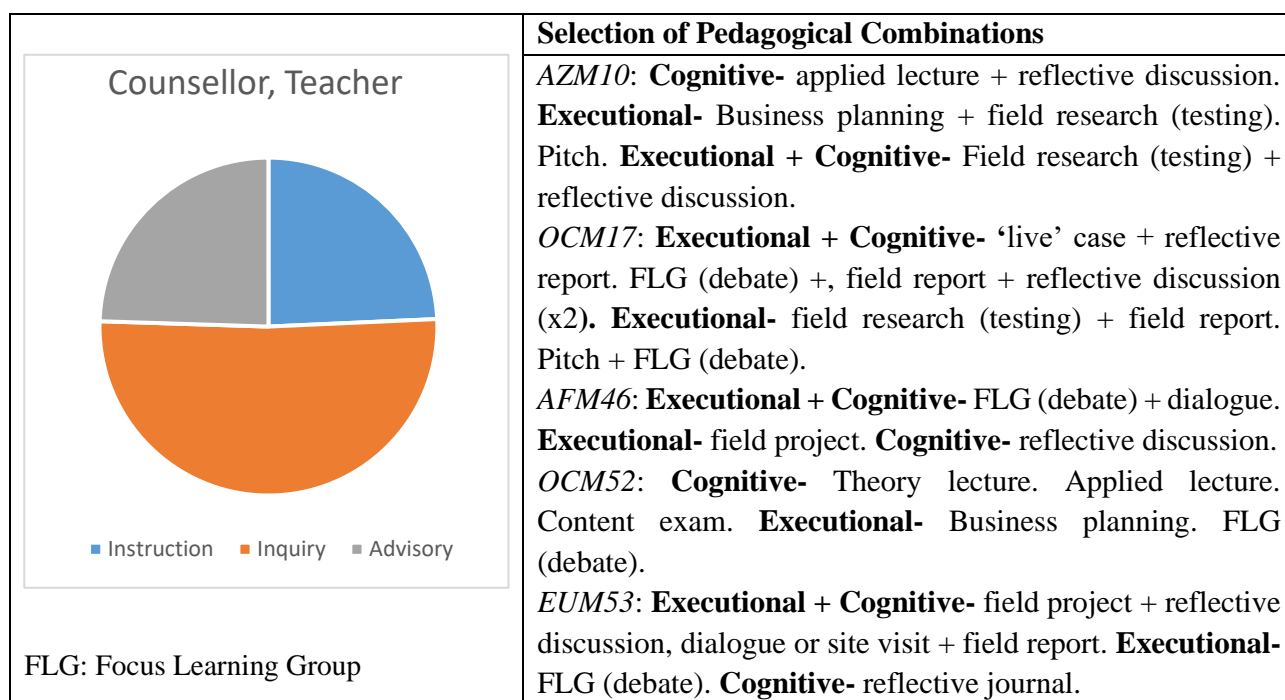 Counsellor, Teacher
Instruction Inquiry Advisory
FLG: Focus Learning Group
Selection of Pedagogical Combinations
AZM10: Cognitive- applied lecture + reflective discussion.
Executional- Business planning + field research (testing).
Pitch. Executional + Cognitive- Field research (testing) +
reflective discussion.
OCM17: Executional + Cognitive- ‘live’ case + reflective
report. FLG (debate) +, field report + reflective discussion
(x2). Executional- field research (testing) + field report.
Pitch + FLG (debate).
AFM46: Executional + Cognitive- FLG (debate) + dialogue.
Executional- field project. Cognitive- reflective discussion.
OCM52: Cognitive- Theory lecture. Applied lecture.
Content exam. Executional- Business planning. FLG
(debate).
EUM53: Executional + Cognitive- field project + reflective
discussion, dialogue or site visit + field report. Executional-
FLG (debate). Cognitive- reflective journal.